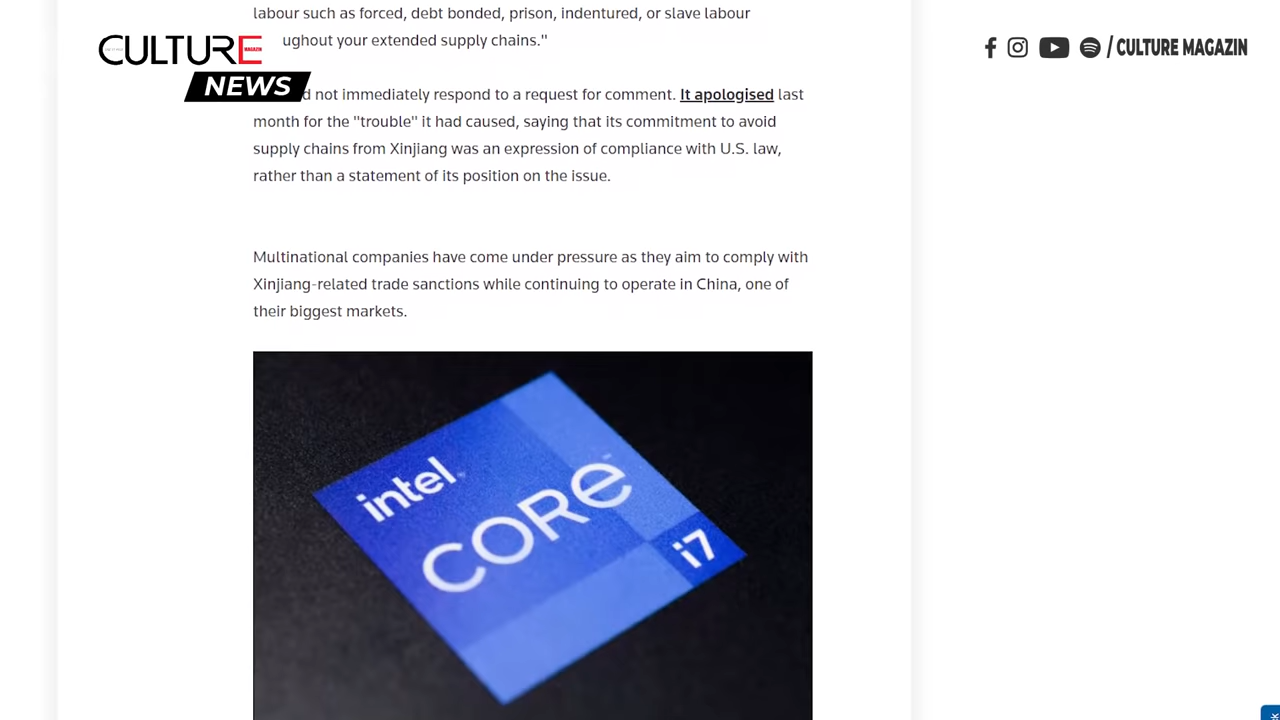 labour such as forced, debt bonded, prison, indentured, or slave labour
ughout your extended supply chains."
CULTURE
NEWS
/ CULTURE MAGAZIN
d not immediately respond to a request for comment. It apologised last
month for the "trouble" it had caused, saying that its commitment to avoid
supply chains from Xinjiang was an expression of compliance with U.S. law,
rather than a statement of its position on the issue.
Multinational companies have come under pressure as they aim to comply with
Xinjiang-related trade sanctions while continuing to operate in China, one of
their biggest markets.
intel
CORe
i7